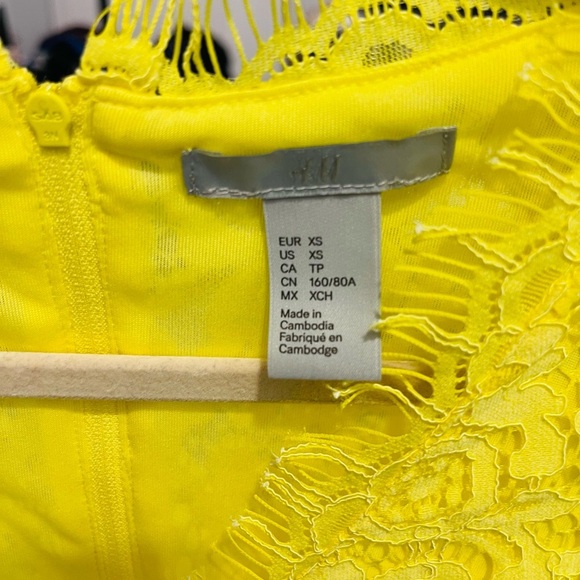 H&M
EUR XS
US XS
CA TP
CN 160/80A
MX XCH
Made in
Cambodia
Fabriqué en
Cambodge